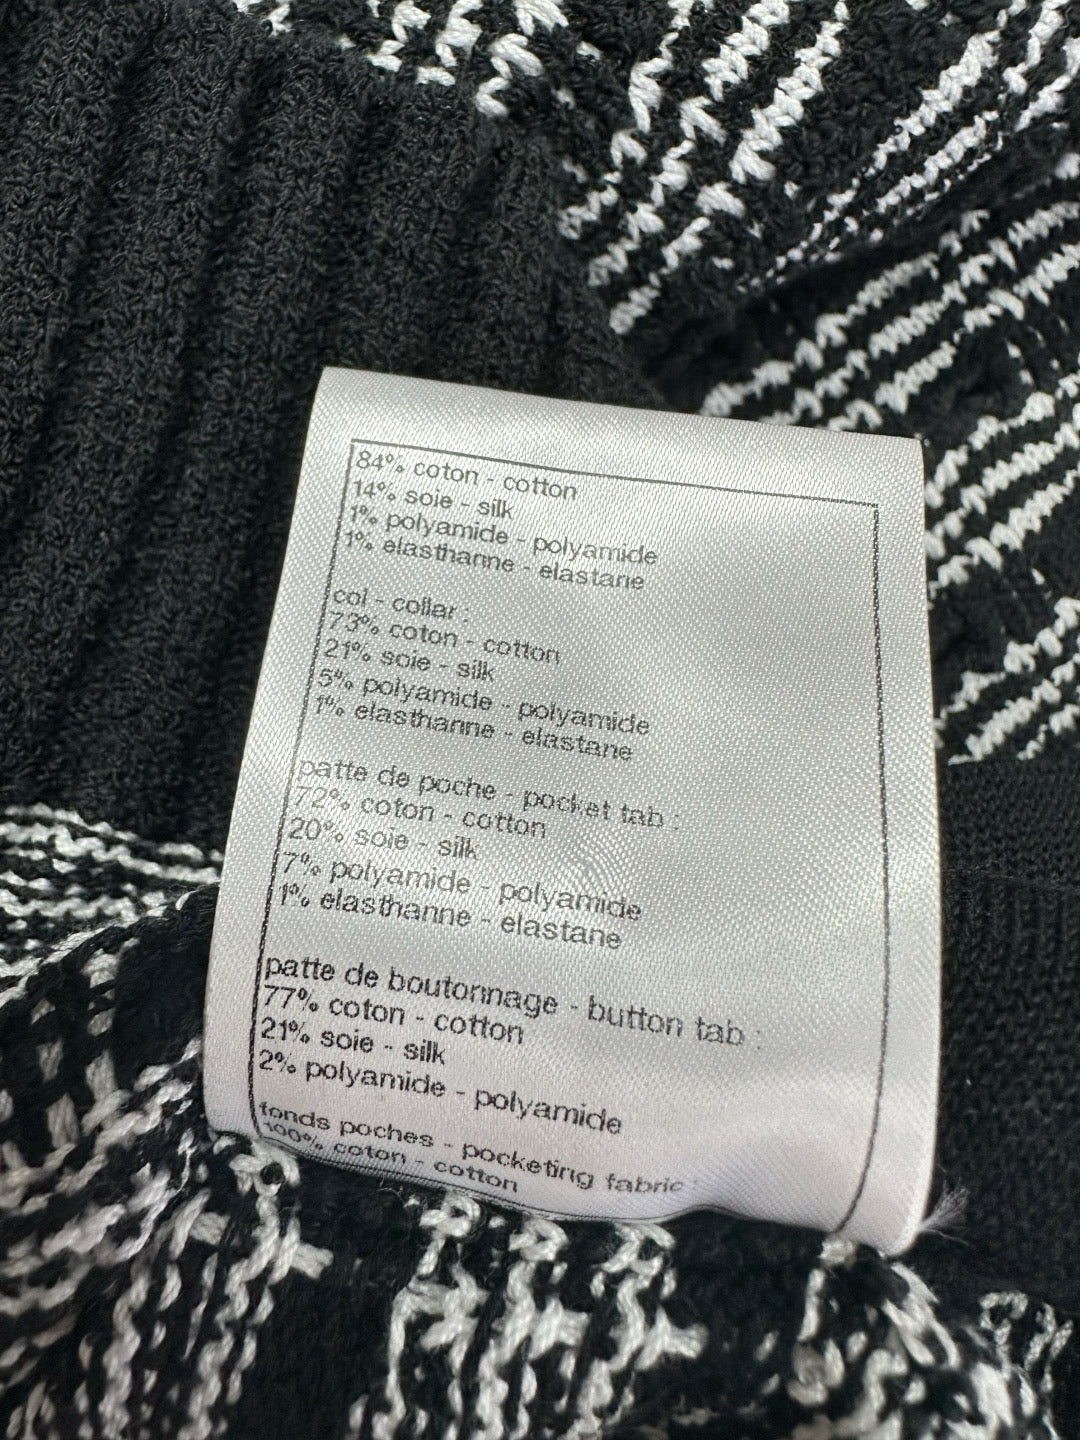 84% coton - cotton
14% soie - silk
1% polyamide - polyamide
1% elasthanne - elastane
col - collar :
73% coton - cotton
21% soie - silk
5% polyamide - polyamide
1% elasthanne - elastane
patte de poche - pocket tab :
72% coton - cotton
20% soie - silk
7% polyamide - polyamide
1% elasthanne - elastane
patte de boutonnage - button tab :
77% coton - cotton
21% soie - silk
2% polyamide - polyamide
fonds poches - pocketing fabric :
100% coton - cotton